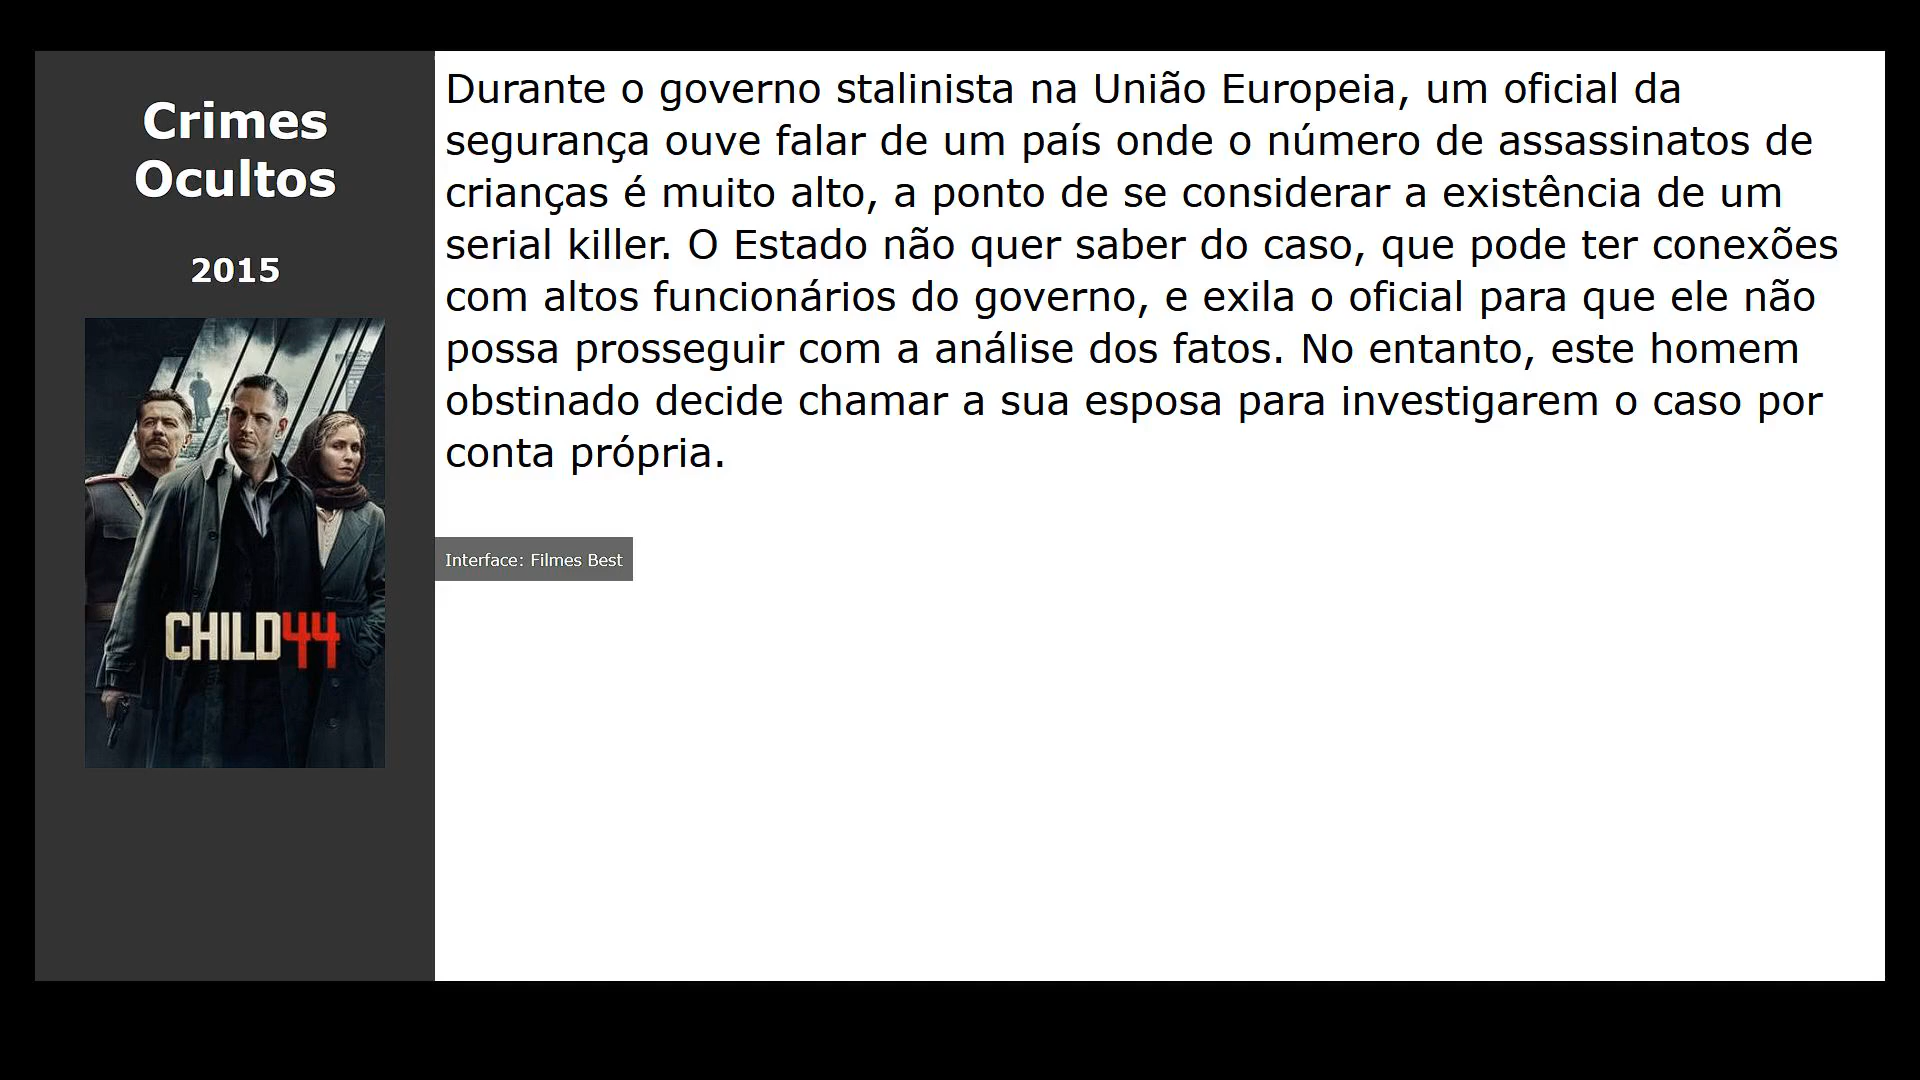 Crimes
Ocultos
2015
CHILD44
Durante o governo stalinista na União Europeia, um oficial da
segurança ouve falar de um país onde o número de assassinatos de
crianças é muito alto, a ponto de se considerar a existência de um
serial killer. O Estado não quer saber do caso, que pode ter conexões
com altos funcionários do governo, e exila o oficial para que ele não
possa prosseguir com a análise dos fatos. No entanto, este homem
obstinado decide chamar a sua esposa para investigarem o caso por
conta própria.
Interface: Filmes Best